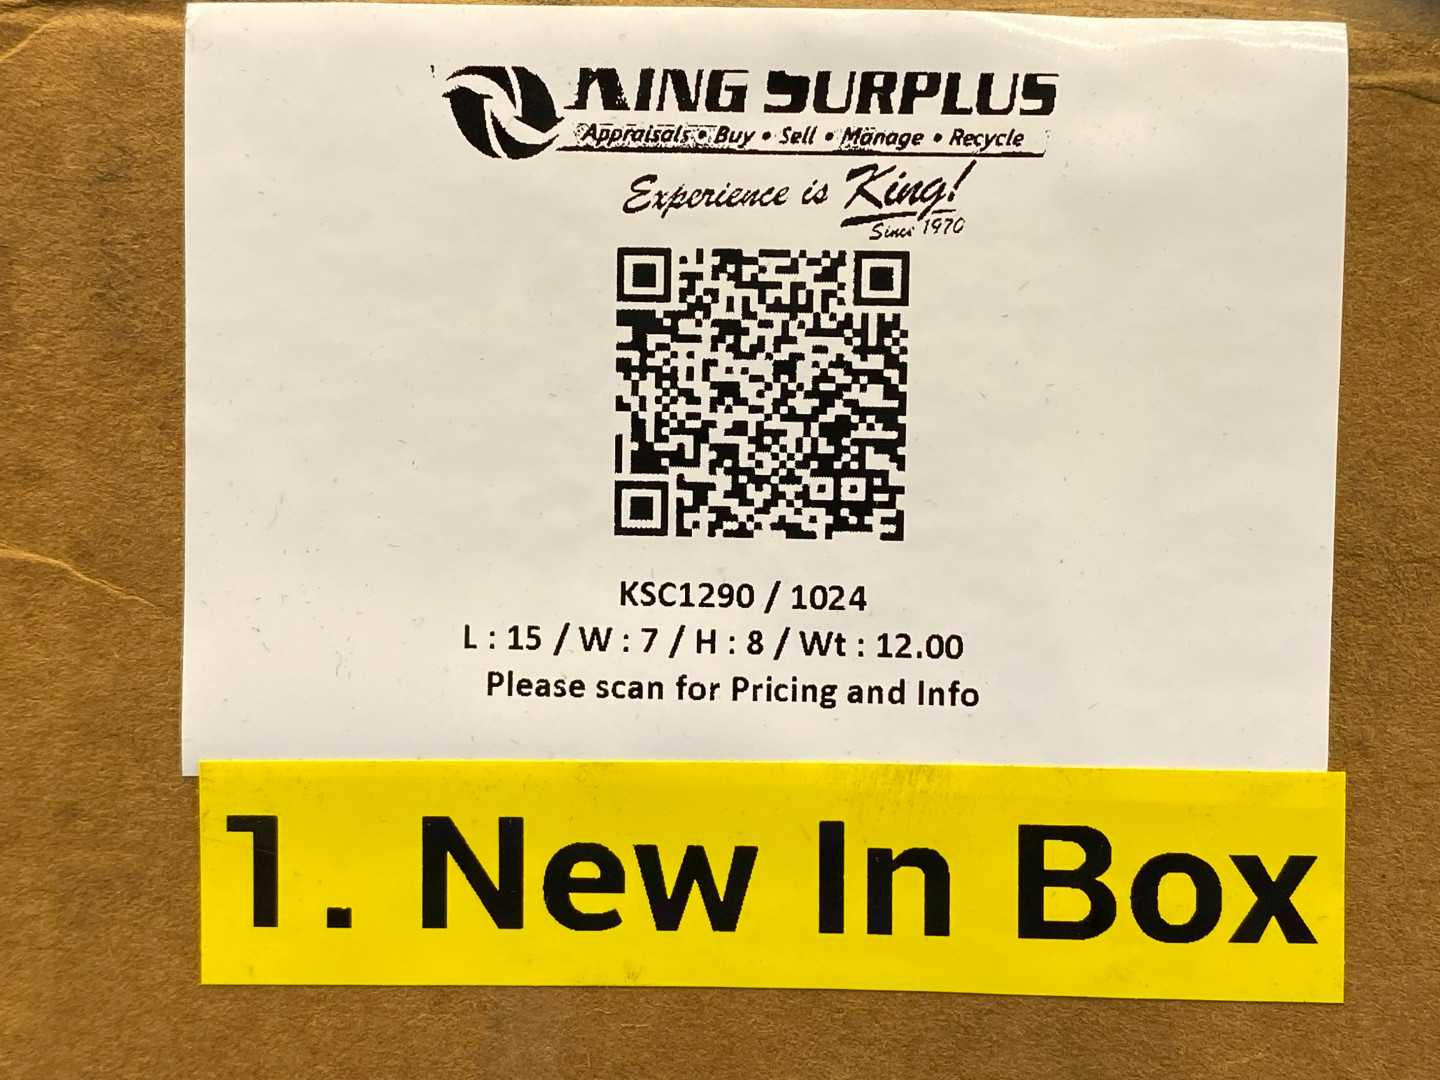 KING SURPLUS
Appraisals • Buy • Sell • Manage • Recycle
Experience is King!
Since 1970
KSC1290 / 1024
L : 15 / W : 7 / H : 8 / Wt : 12.00
Please scan for Pricing and Info
1. New In Box